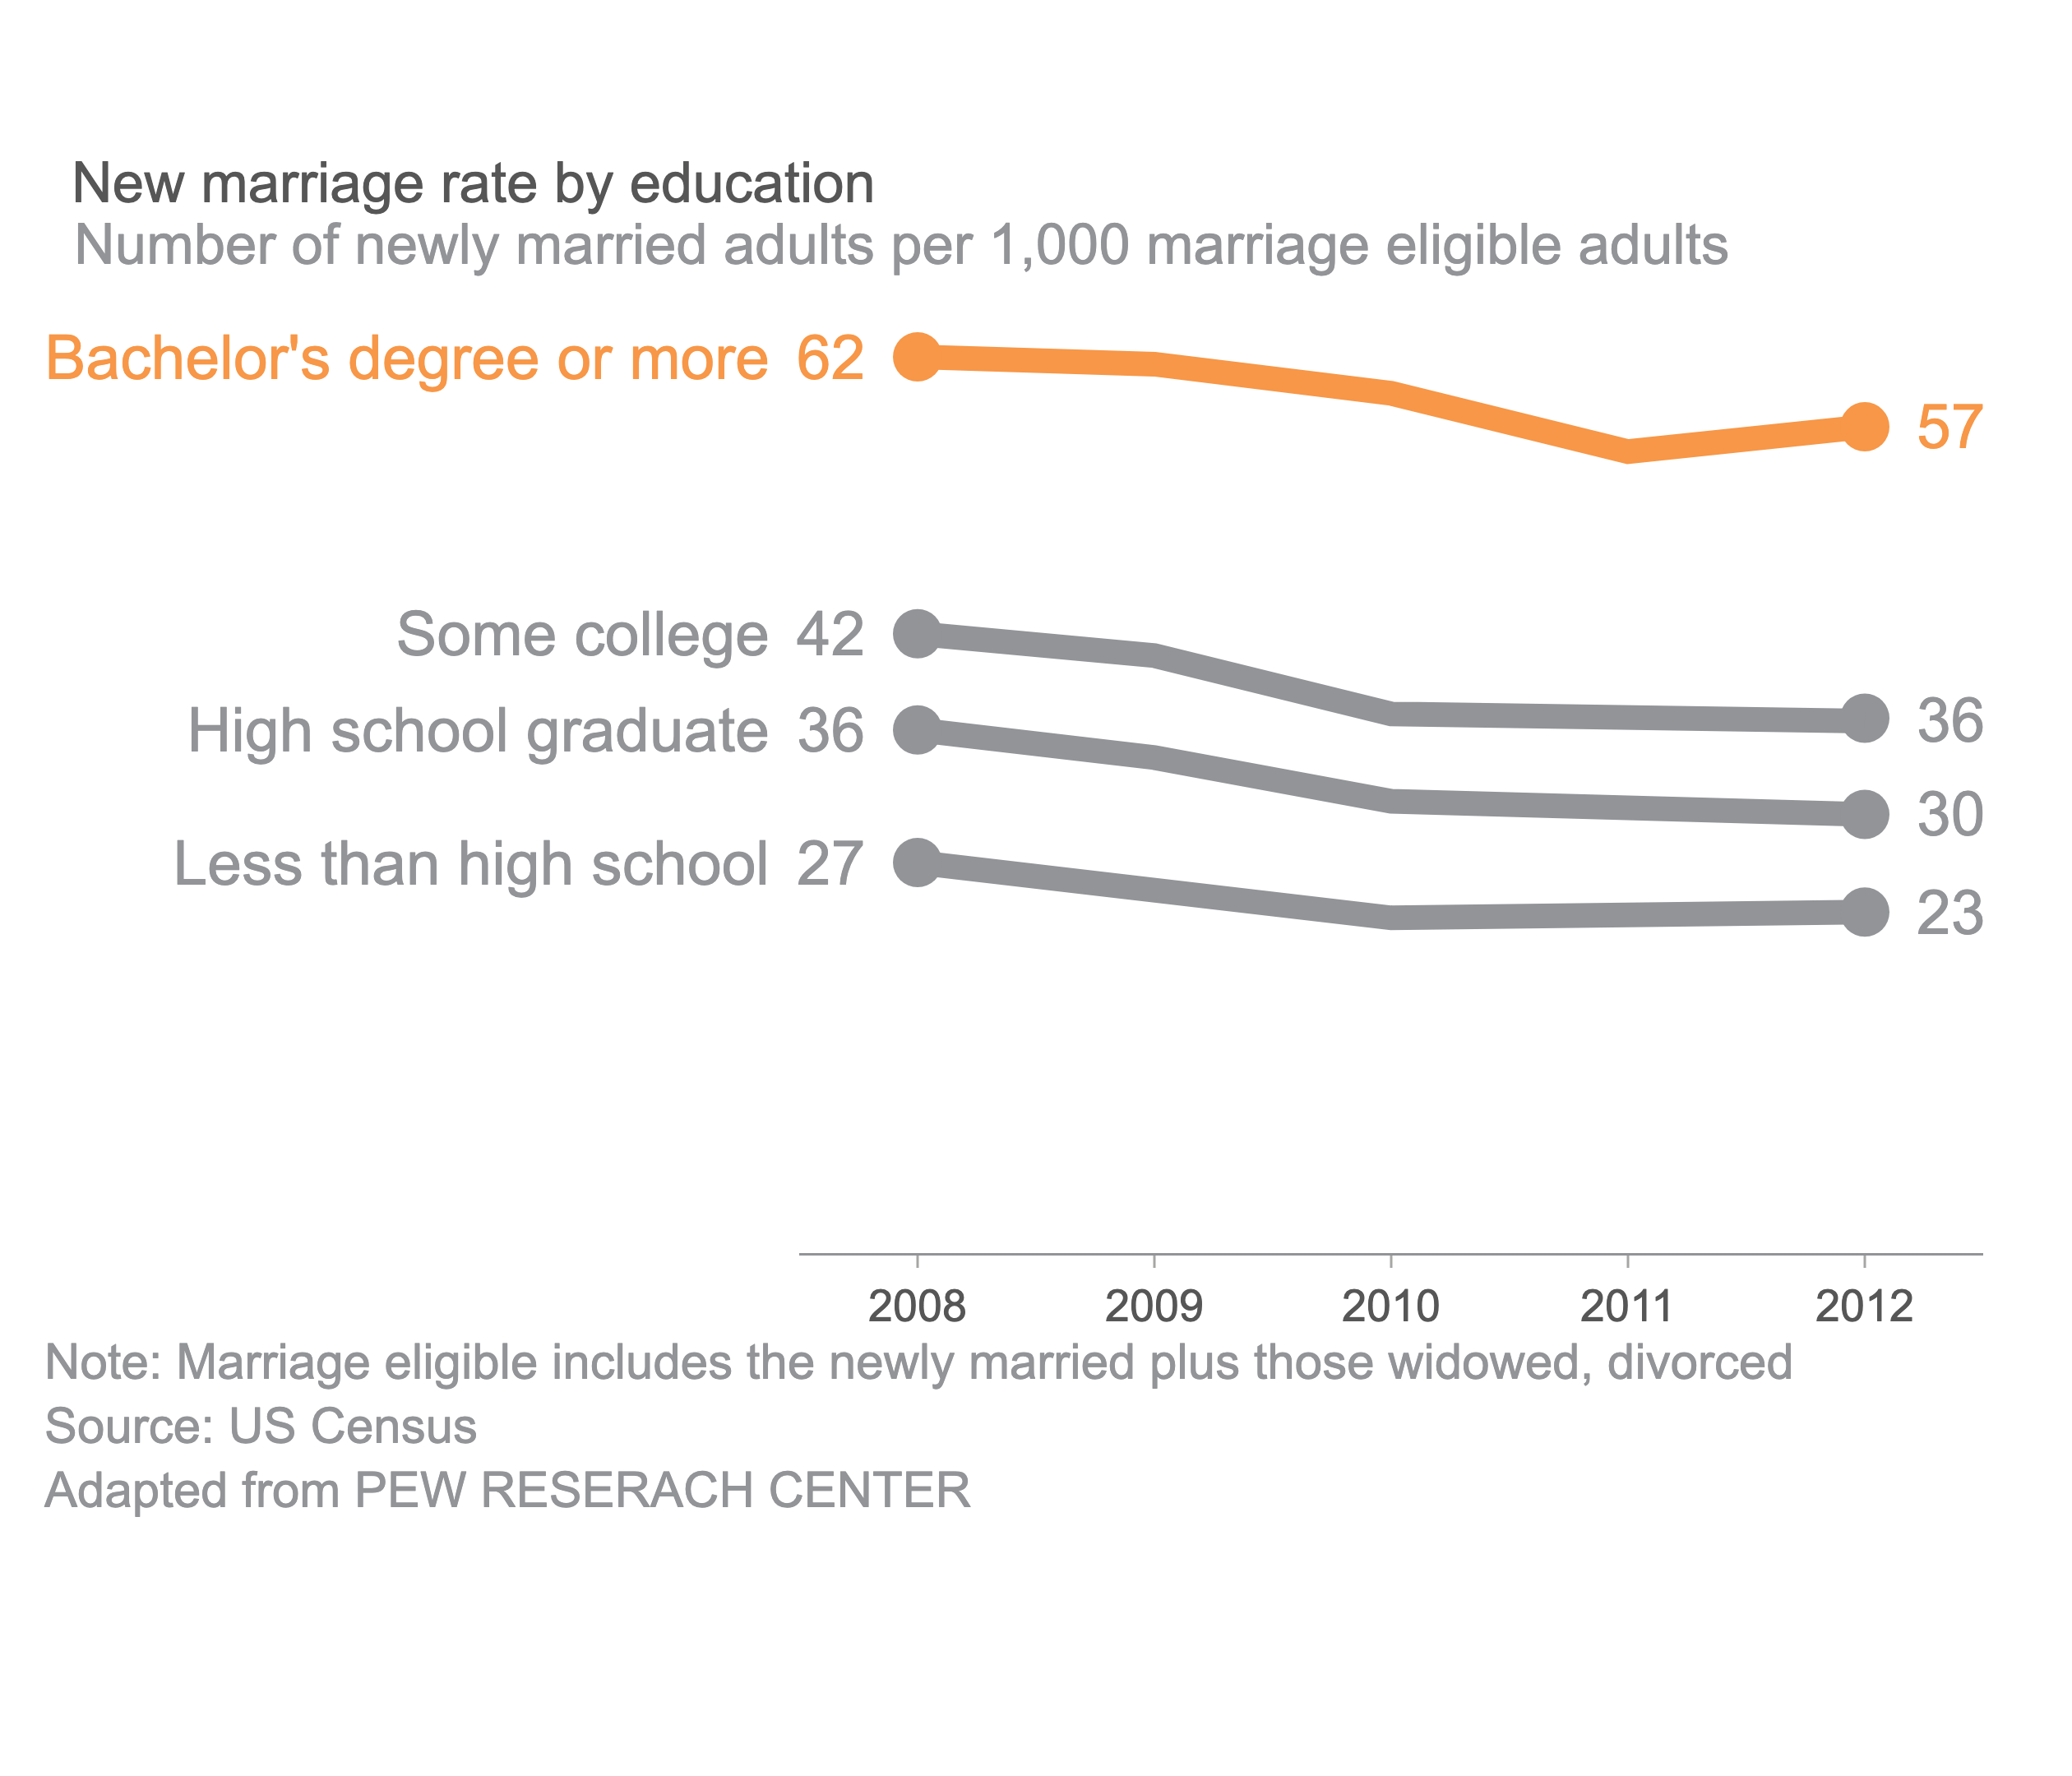 New marriage rate by education
Number of newly married adults per 1,000 marriage eligible adults
Bachelor's degree or more 62
57
Some college 42
36
High school graduate 36
30
Less than high school 27
23
2008 2009 2010 2011 2012
Note: Marriage eligible includes the newly married plus those widowed, divorced
Source: US Census
Adapted from PEW RESERACH CENTER